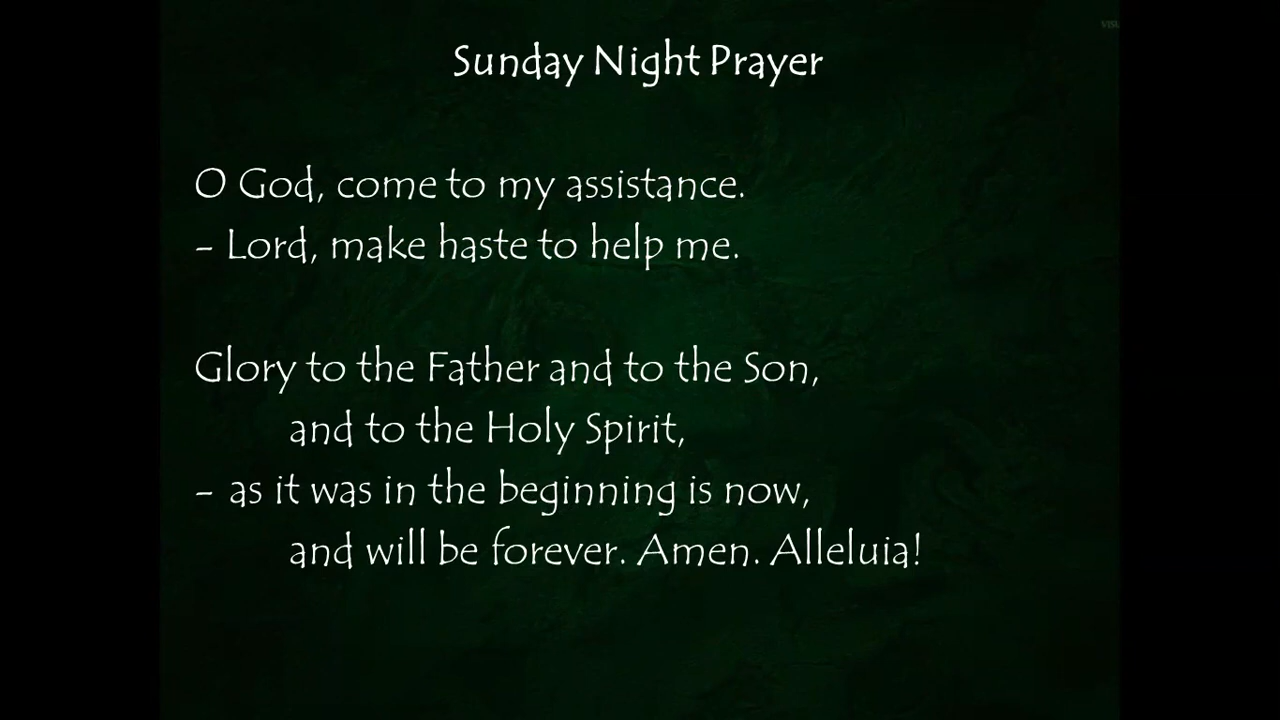 Sunday Night Prayer
O God, come to my assistance.
- Lord, make haste to help me.
Glory to the Father and to the Son,
and to the Holy Spirit,
- as it was in the beginning is now,
and will be forever. Amen. Alleluia!